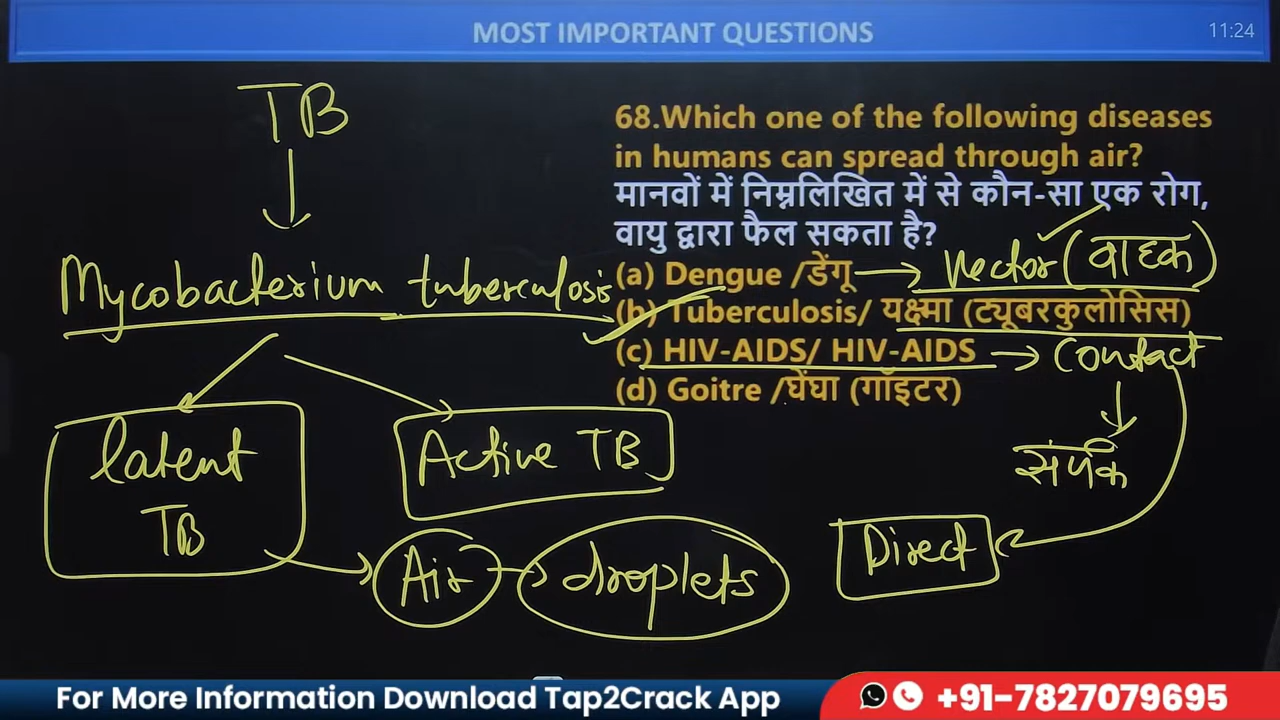 MOST IMPORTANT QUESTIONS
11:24
TB
68.Which one of the following diseases
in humans can spread through air?
मानवों में निम्नलिखित में से कौन-सा एक रोग,
वायु द्वारा फैल सकता है?
(a) Dengue /डेंगू
Vector (वाहक)
(b) Tuberculosis/ यक्ष्मा (ट्यूबरकुलोसिस)
(c) HIV-AIDS/ HIV-AIDS
Contact
(d) Goitre /घेंघा (गॉइटर)
संपर्क
Direct
Mycobacterium tuberculosis
latent
TB
Active TB
Air
droplets
For More Information Download Tap2Crack App
+91-7827079695